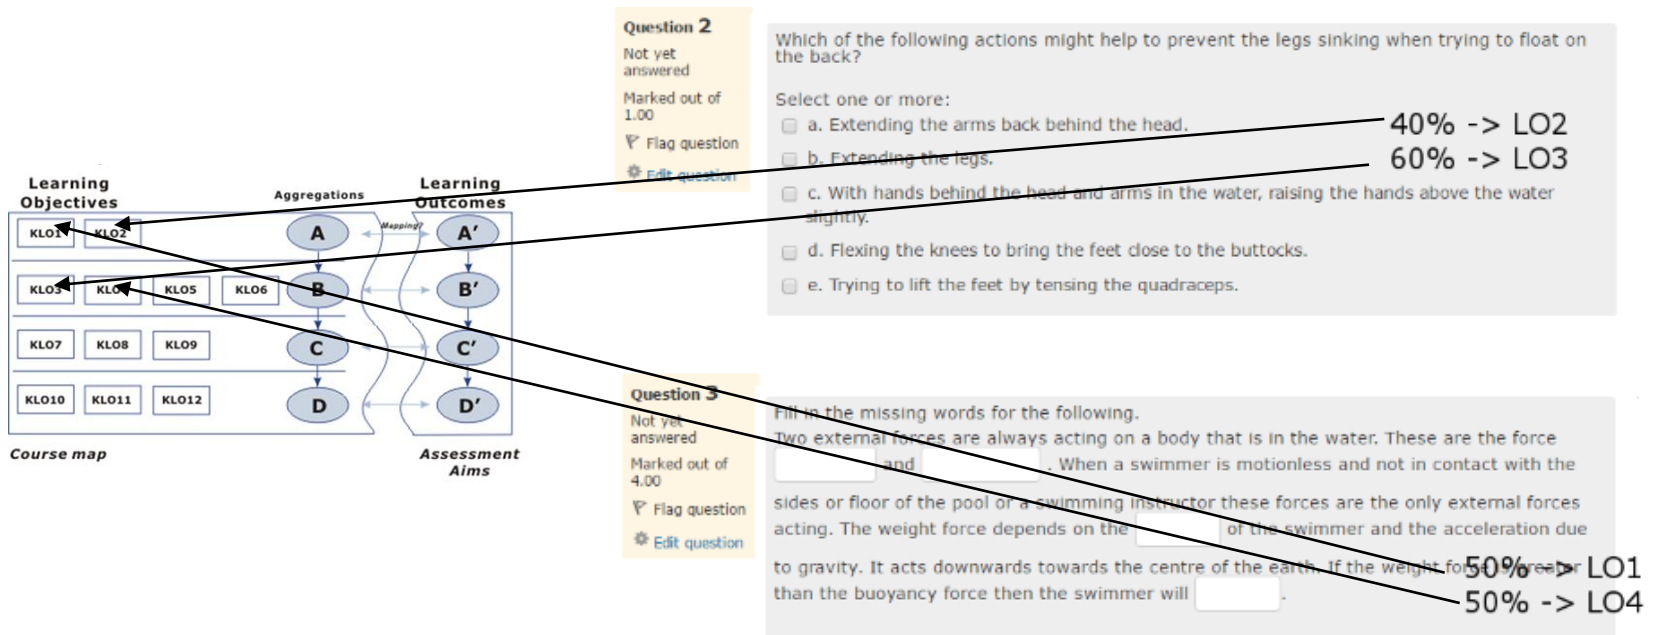 Learning
Objectives
Aggregations
Learning
Outcomes
KLO1
KLO2
A
Mapping?
A'
KLO3
KLO5
KLO6
B
B'
KLO7
KLO8
KLO9
C
C'
KLO10
KLO11
KLO12
D
D'
Course map
Assessment
Aims
Question 2
Not yet
answered
Marked out of
1.00
Flag question
Edit question
Which of the following actions might help to prevent the legs sinking when trying to float on
the back?
Select one or more:
a. Extending the arms back behind the head.
b. Extending the legs.
c. With hands behind the head and arms in the water, raising the hands above the water
slightly.
d. Flexing the knees to bring the feet close to the buttocks.
e. Trying to lift the feet by tensing the quadraceps.
40% -> LO2
60% -> LO3
Question 3
Not yet
answered
Marked out of
4.00
Flag question
Edit question
Fill in the missing words for the following.
Two external forces are always acting on a body that is in the water. These are the force
and . When a swimmer is motionless and not in contact with the
sides or floor of the pool or a swimming instructor these forces are the only external forces
acting. The weight force depends on the of the swimmer and the acceleration due
to gravity. It acts downwards towards the centre of the earth. If the weight force is greater
than the buoyancy force then the swimmer will .
50% -> LO1
50% -> LO4